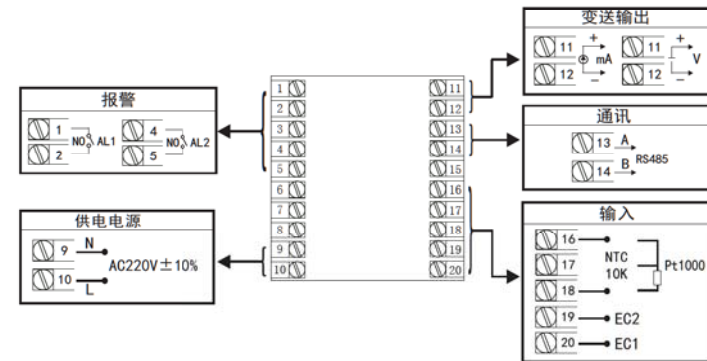 变送输出
11 + mA 11 + V
12 - 12 -
报警
1 NO AL1 4 NO AL2
2 5
供电电源
9 N AC220V±10%
10 L
1 11
2 12
3 13
4 14
5 15
6 16
7 17
8 18
9 19
10 20
通讯
13 A RS485
14 B
输入
16
17 NTC 10K Pt1000
18
19 EC2
20 EC1